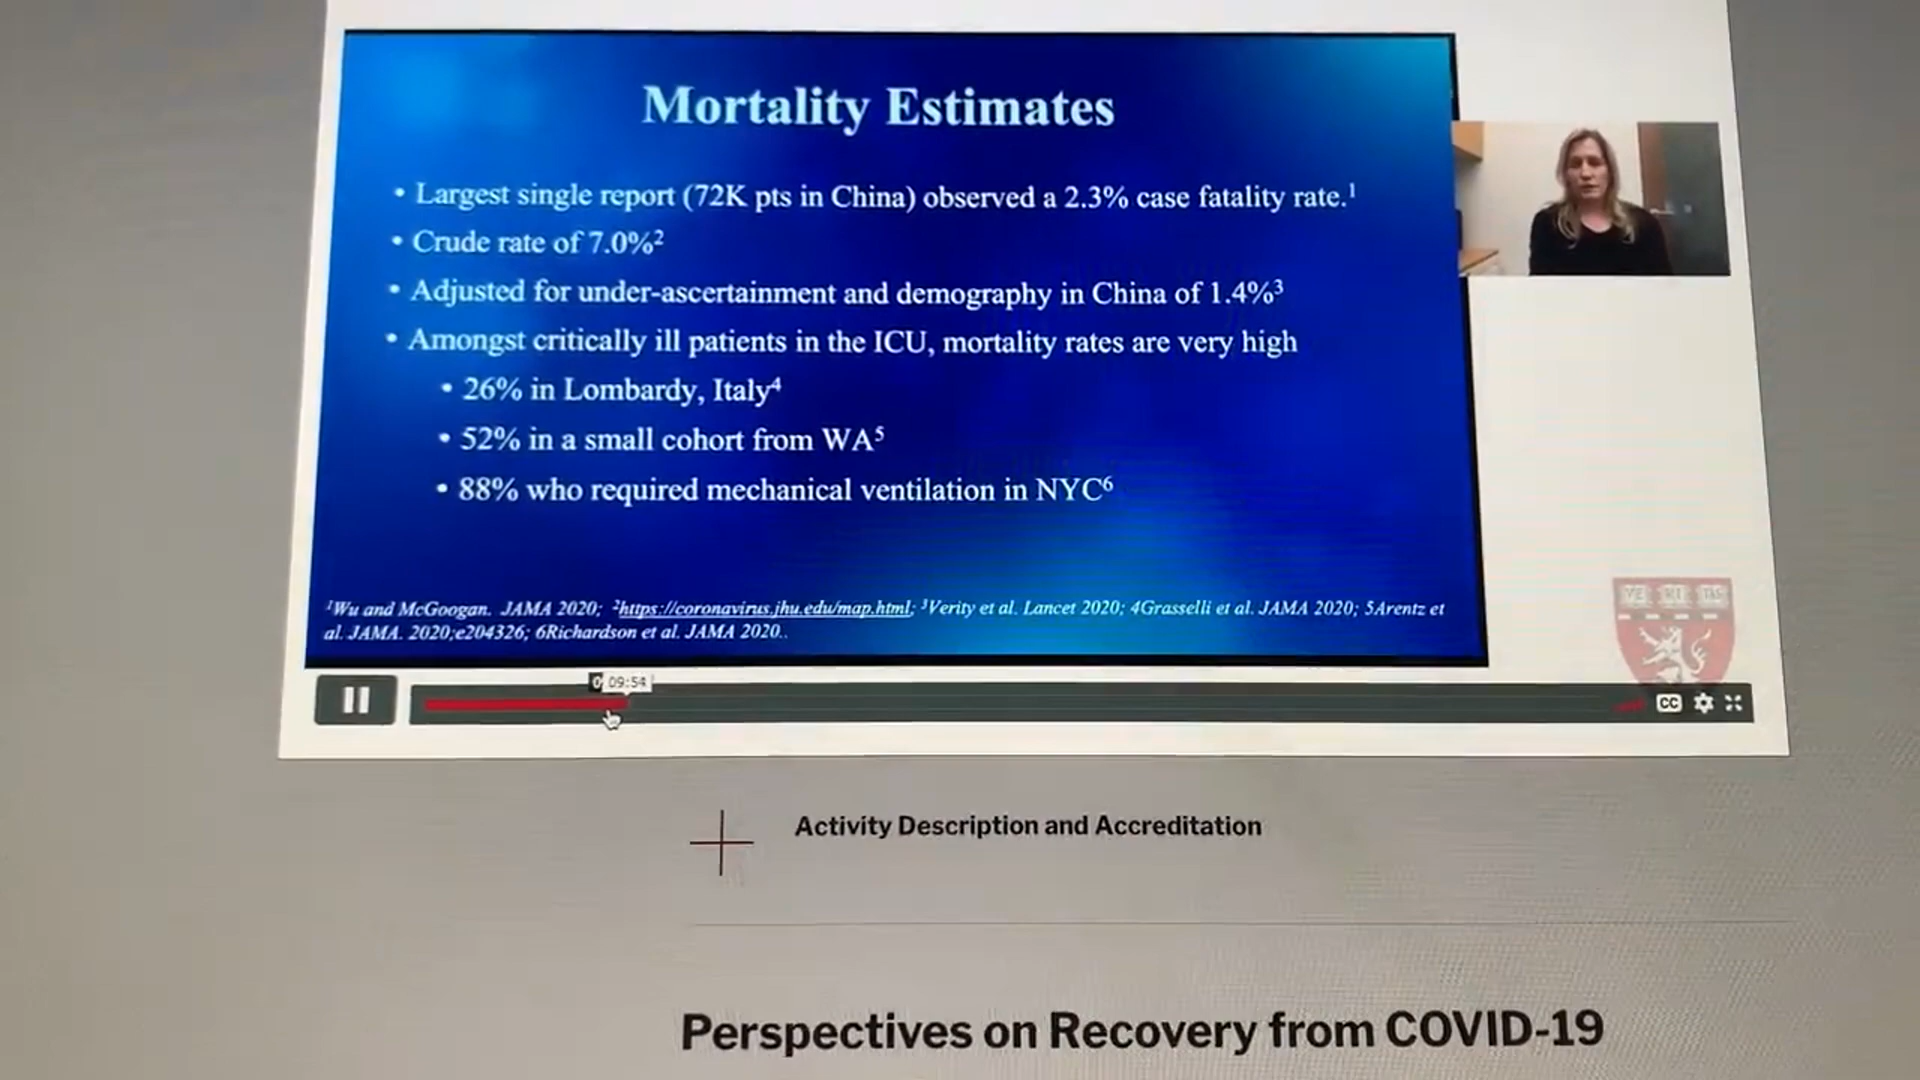 Mortality Estimates
• Largest single report (72K pts in China) observed a 2.3% case fatality rate.¹
• Crude rate of 7.0%²
• Adjusted for under-ascertainment and demography in China of 1.4%³
• Amongst critically ill patients in the ICU, mortality rates are very high
• 26% in Lombardy, Italy⁴
• 52% in a small cohort from WA⁵
• 88% who required mechanical ventilation in NYC⁶
¹Wu and McGoogan. JAMA 2020; ²https://coronavirus.jhu.edu/map.html; ³Verity et al. Lancet 2020; 4Grasselli et al. JAMA 2020; 5Arentz et
al. JAMA. 2020;e204326; 6Richardson et al. JAMA 2020..
VE RI TAS
09:54
CC
Activity Description and Accreditation
Perspectives on Recovery from COVID-19